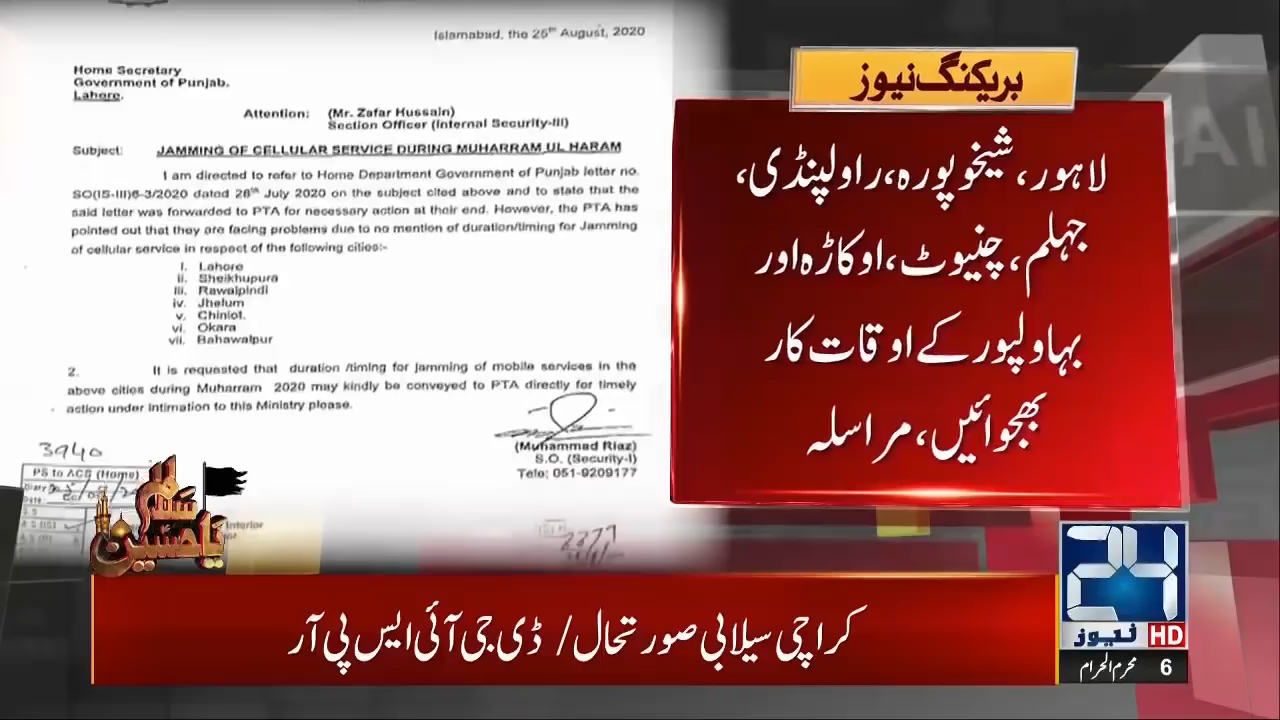 Islamabad, the 25th August, 2020
Home Secretary
Government of Punjab.
Lahore.
Attention: (Mr. Zafar Hussain)
Section Officer (Internal Security-III)
Subject: JAMMING OF CELLULAR SERVICE DURING MUHARRAM UL HARAM
I am directed to refer to Home Department Government of Punjab letter no.
SO(IS-III)6-3/2020 dated 28th July 2020 on the subject cited above and to state that the
said letter was forwarded to PTA for necessary action at their end. However, the PTA has
pointed out that they are facing problems due to no mention of duration/timing for Jamming
of cellular service in respect of the following cities:-
i. Lahore
ii. Sheikhupura
iii. Rawalpindi
iv. Jhelum
v. Chiniot.
vi. Okara
vii. Bahawalpur
2. It is requested that duration /timing for jamming of mobile services in the
above cities during Muharram 2020 may kindly be conveyed to PTA directly for timely
action under intimation to this Ministry please.
(Muhammad Riaz)
S.O. (Security-I)
Tele: 051-9209177
3940
PS to ACS (Home)
Interior
بریکنگ نیوز
لاہور، شیخوپورہ، راولپنڈی،
جہلم، چنیوٹ، اوکاڑہ اور
بہاولپور کے اوقات کار
بھجوائیں، مراسلہ
یاحسین
کراچی سیلابی صورتحال/ ڈی جی آئی ایس پی آر
24
نیوز HD
6 محرم الحرام